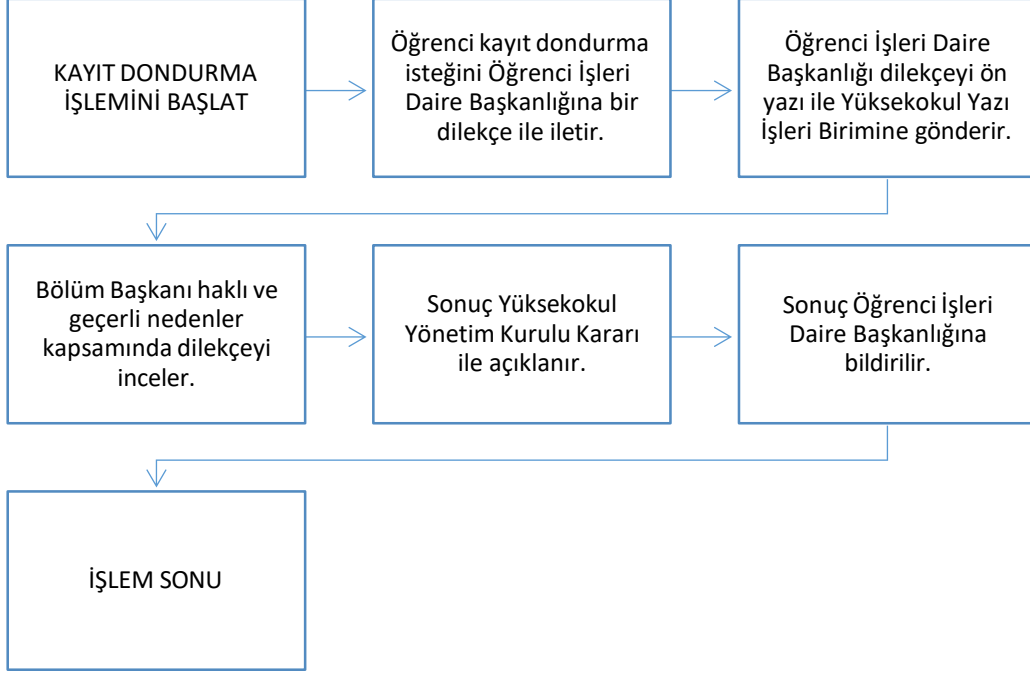 KAYIT DONDURMA
İŞLEMİNİ BAŞLAT
Öğrenci kayıt dondurma
isteğini Öğrenci İşleri
Daire Başkanlığına bir
dilekçe ile iletir.
Öğrenci İşleri Daire
Başkanlığı dilekçeyi ön
yazı ile Yüksekokul Yazı
İşleri Birimine gönderir.
Bölüm Başkanı haklı ve
geçerli nedenler
kapsamında dilekçeyi
inceler.
Sonuç Yüksekokul
Yönetim Kurulu Kararı
ile açıklanır.
Sonuç Öğrenci İşleri
Daire Başkanlığına
bildirilir.
İŞLEM SONU